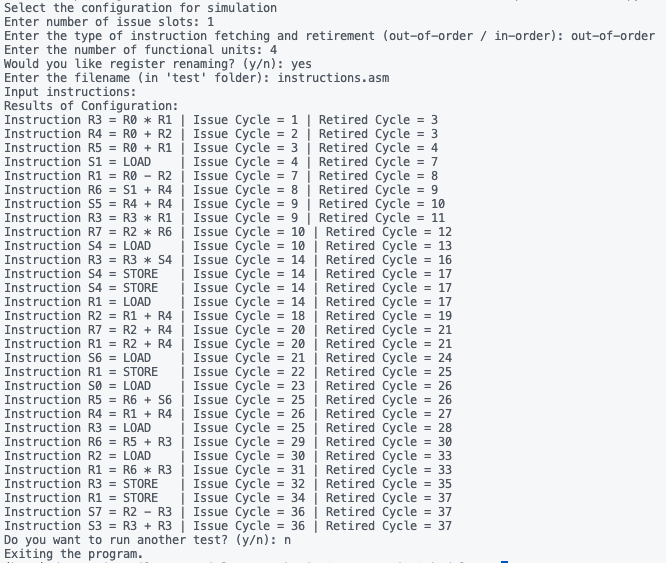 Select the configuration for simulation
Enter number of issue slots: 1
Enter the type of instruction fetching and retirement (out-of-order / in-order): out-of-order
Enter the number of functional units: 4
Would you like register renaming? (y/n): yes
Enter the filename (in 'test' folder): instructions.asm
Input instructions:
Results of Configuration:
Instruction R3 = R0 * R1 | Issue Cycle = 1 | Retired Cycle = 3
Instruction R4 = R0 + R2 | Issue Cycle = 2 | Retired Cycle = 3
Instruction R5 = R0 + R1 | Issue Cycle = 3 | Retired Cycle = 4
Instruction S1 = LOAD    | Issue Cycle = 4 | Retired Cycle = 7
Instruction R1 = R0 - R2 | Issue Cycle = 7 | Retired Cycle = 8
Instruction R6 = S1 + R4 | Issue Cycle = 8 | Retired Cycle = 9
Instruction S5 = R4 + R4 | Issue Cycle = 9 | Retired Cycle = 10
Instruction R3 = R3 * R1 | Issue Cycle = 9 | Retired Cycle = 11
Instruction R7 = R2 * R6 | Issue Cycle = 10 | Retired Cycle = 12
Instruction S4 = LOAD    | Issue Cycle = 10 | Retired Cycle = 13
Instruction R3 = R3 * S4 | Issue Cycle = 14 | Retired Cycle = 16
Instruction S4 = STORE   | Issue Cycle = 14 | Retired Cycle = 17
Instruction S4 = STORE   | Issue Cycle = 14 | Retired Cycle = 17
Instruction R1 = LOAD    | Issue Cycle = 14 | Retired Cycle = 17
Instruction R2 = R1 + R4 | Issue Cycle = 18 | Retired Cycle = 19
Instruction R7 = R2 + R4 | Issue Cycle = 20 | Retired Cycle = 21
Instruction R1 = R2 + R4 | Issue Cycle = 20 | Retired Cycle = 21
Instruction S6 = LOAD    | Issue Cycle = 21 | Retired Cycle = 24
Instruction R1 = STORE   | Issue Cycle = 22 | Retired Cycle = 25
Instruction S0 = LOAD    | Issue Cycle = 23 | Retired Cycle = 26
Instruction R5 = R6 + S6 | Issue Cycle = 25 | Retired Cycle = 26
Instruction R4 = R1 + R4 | Issue Cycle = 26 | Retired Cycle = 27
Instruction R3 = LOAD    | Issue Cycle = 25 | Retired Cycle = 28
Instruction R6 = R5 + R3 | Issue Cycle = 29 | Retired Cycle = 30
Instruction R2 = LOAD    | Issue Cycle = 30 | Retired Cycle = 33
Instruction R1 = R6 * R3 | Issue Cycle = 31 | Retired Cycle = 33
Instruction R3 = STORE   | Issue Cycle = 32 | Retired Cycle = 35
Instruction R1 = STORE   | Issue Cycle = 34 | Retired Cycle = 37
Instruction S7 = R2 - R3 | Issue Cycle = 36 | Retired Cycle = 37
Instruction S3 = R3 + R3 | Issue Cycle = 36 | Retired Cycle = 37
Do you want to run another test? (y/n): n
Exiting the program.